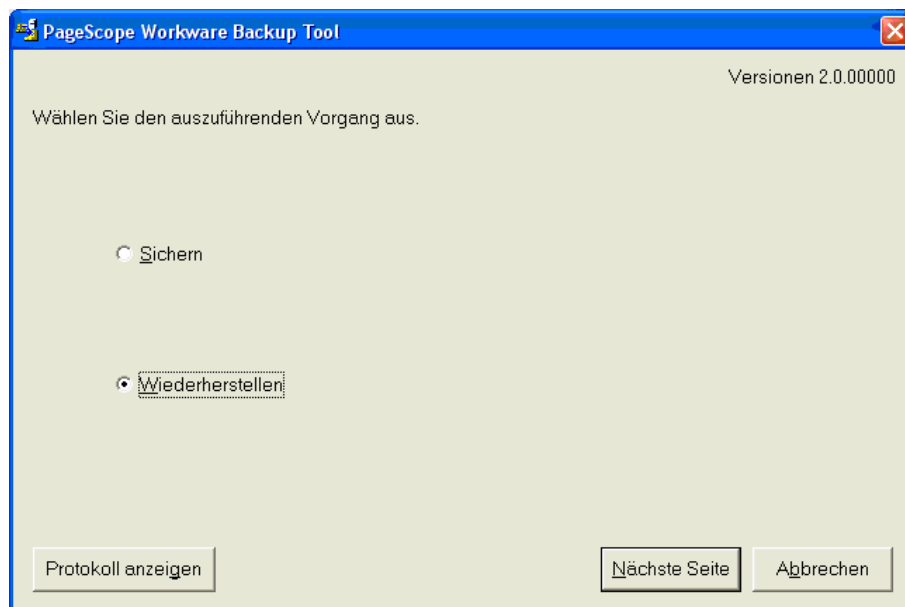 PageScope Workware Backup Tool
Versionen 2.0.00000
Wählen Sie den auszuführenden Vorgang aus.
Sichern
Wiederherstellen
Protokoll anzeigen
Nächste Seite
Abbrechen